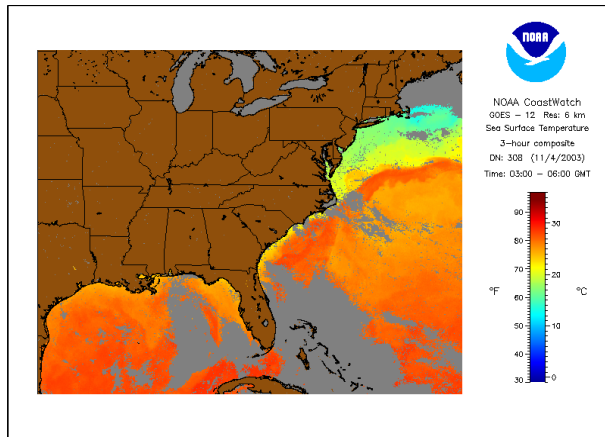 NOAA
NOAA CoastWatch
GOES - 12 Res: 6 km
Sea Surface Temperature
3-hour composite
DN: 308 (11/4/2003)
Time: 03:00 - 06:00 GMT
90
80
70
60
50
40
30
°F
30
20
10
0
°C